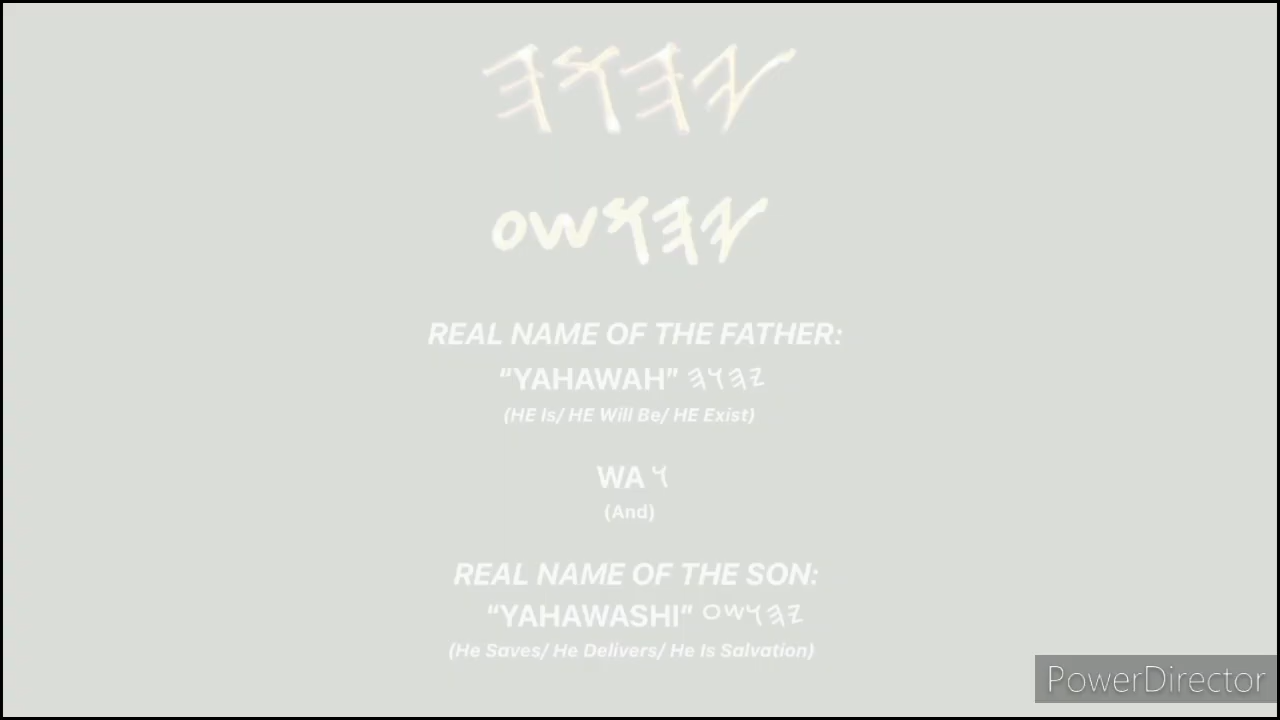 𐤉𐤄𐤅𐤄
𐤉𐤄𐤅𐤔𐤏
REAL NAME OF THE FATHER:
“YAHAWAH” 𐤉𐤄𐤅𐤄
(HE Is/ HE Will Be/ HE Exist)
WA 𐤅
(And)
REAL NAME OF THE SON:
“YAHAWASHI” 𐤉𐤄𐤅𐤔𐤏
(He Saves/ He Delivers/ He Is Salvation)
PowerDirector